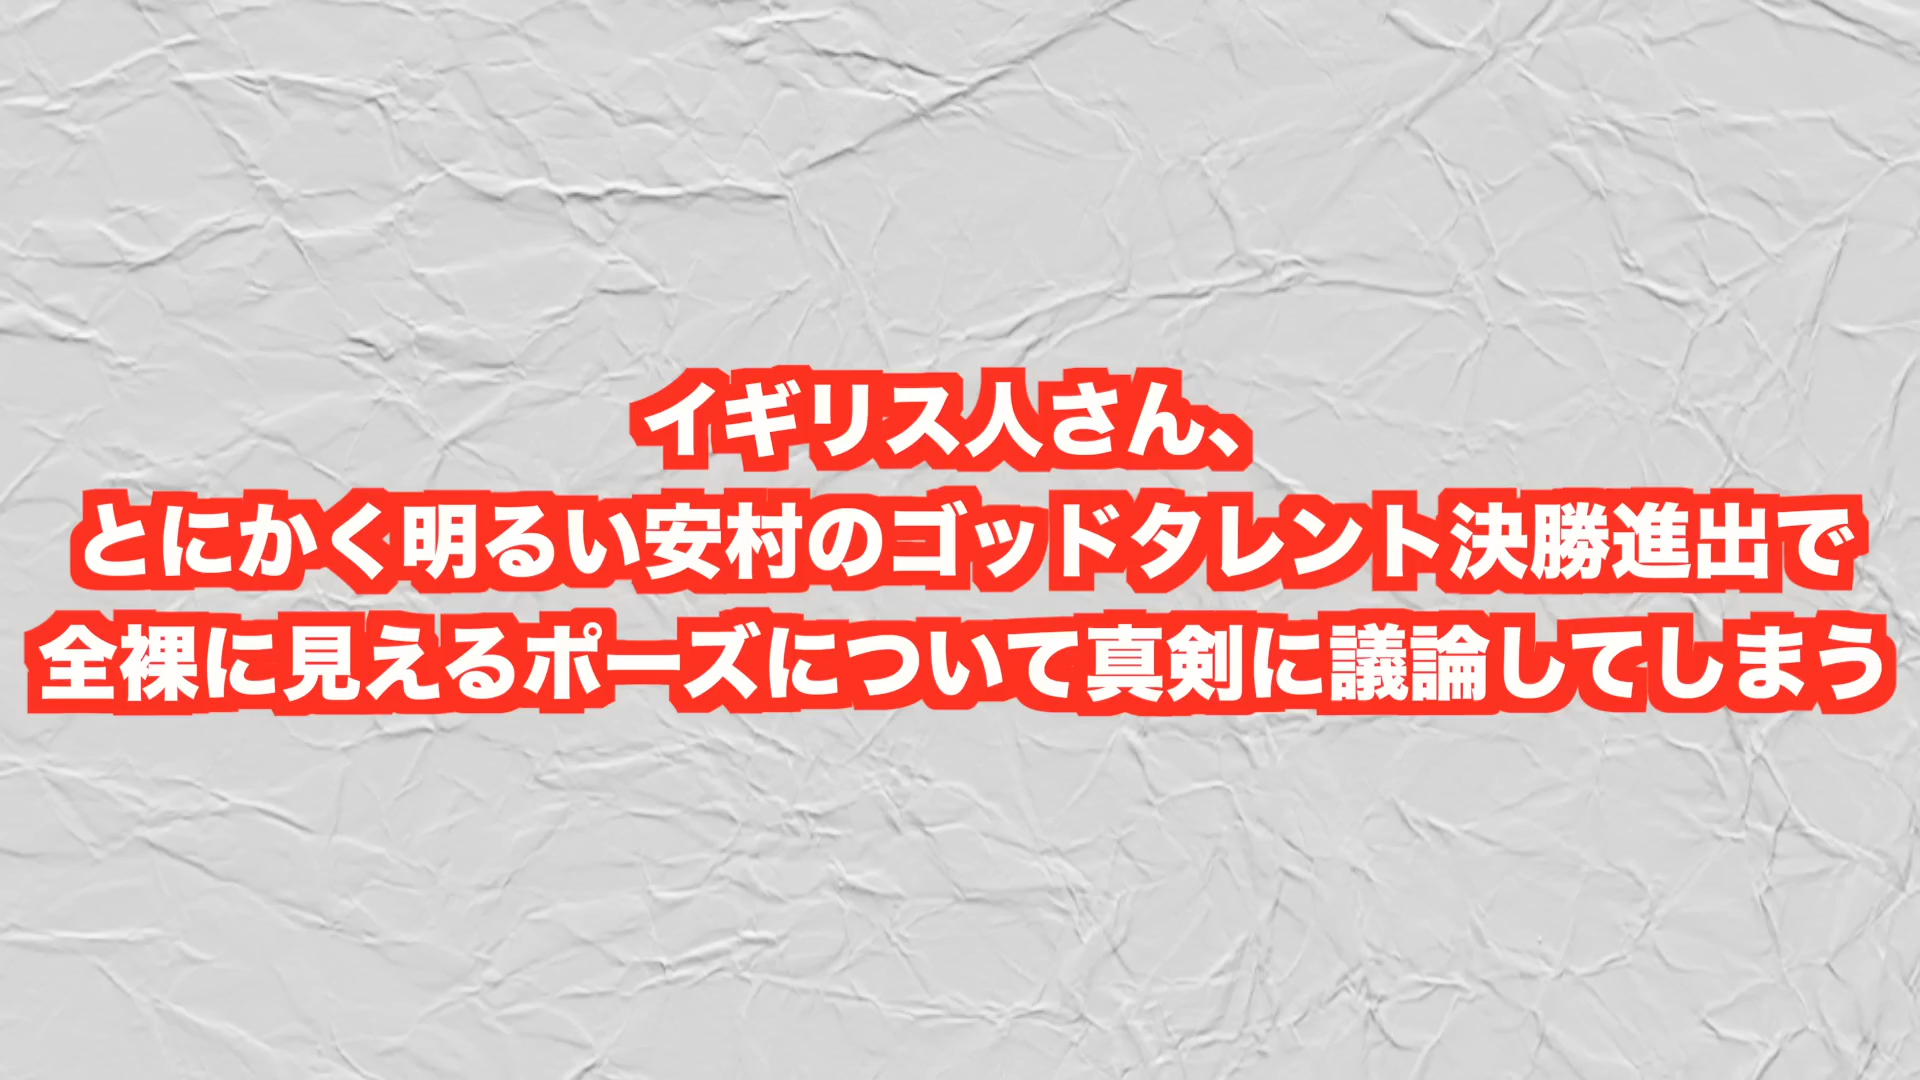 イギリス人さん、
とにかく明るい安村のゴッドタレント決勝進出で
全裸に見えるポーズについて真剣に議論してしまう